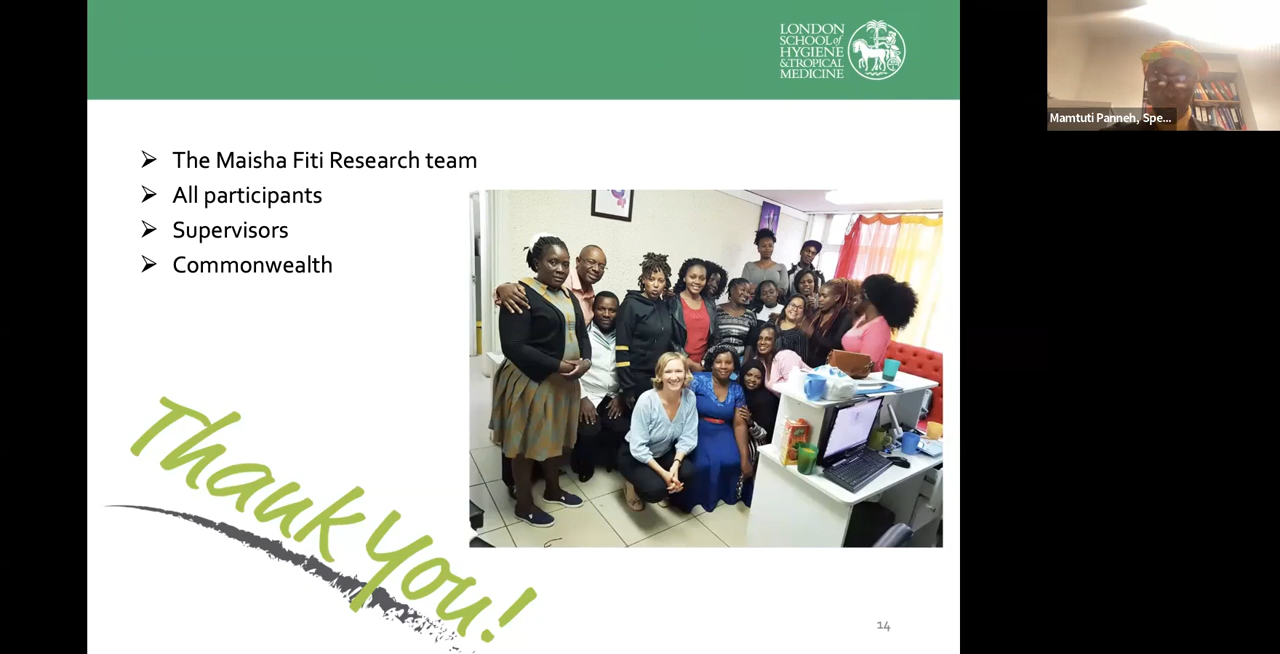 LONDON
SCHOOL of
HYGIENE
& TROPICAL
MEDICINE
Mamtuti Panneh, Spe...
The Maisha Fiti Research team
All participants
Supervisors
Commonwealth
Thank You!
14